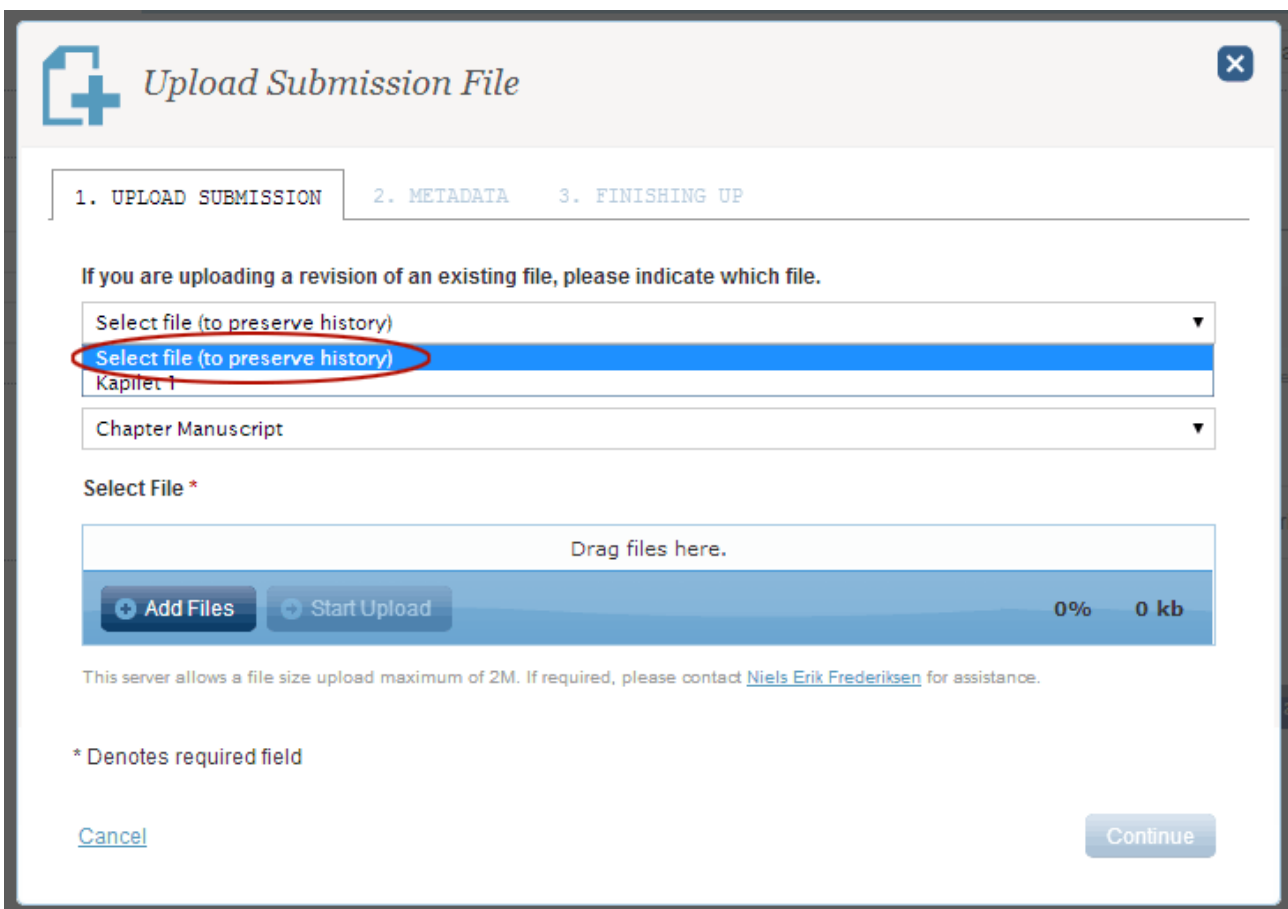 Upload Submission File
1. UPLOAD SUBMISSION 2. METADATA 3. FINISHING UP
If you are uploading a revision of an existing file, please indicate which file.
Select file (to preserve history)
Select file (to preserve history)
Kapilet 1
Chapter Manuscript
Select File *
Drag files here.
Add Files Start Upload 0% 0 kb
This server allows a file size upload maximum of 2M. If required, please contact Niels Erik Frederiksen for assistance.
* Denotes required field
Cancel Continue